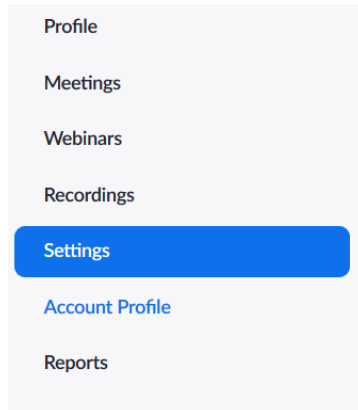 Profile
Meetings
Webinars
Recordings
Settings
Account Profile
Reports